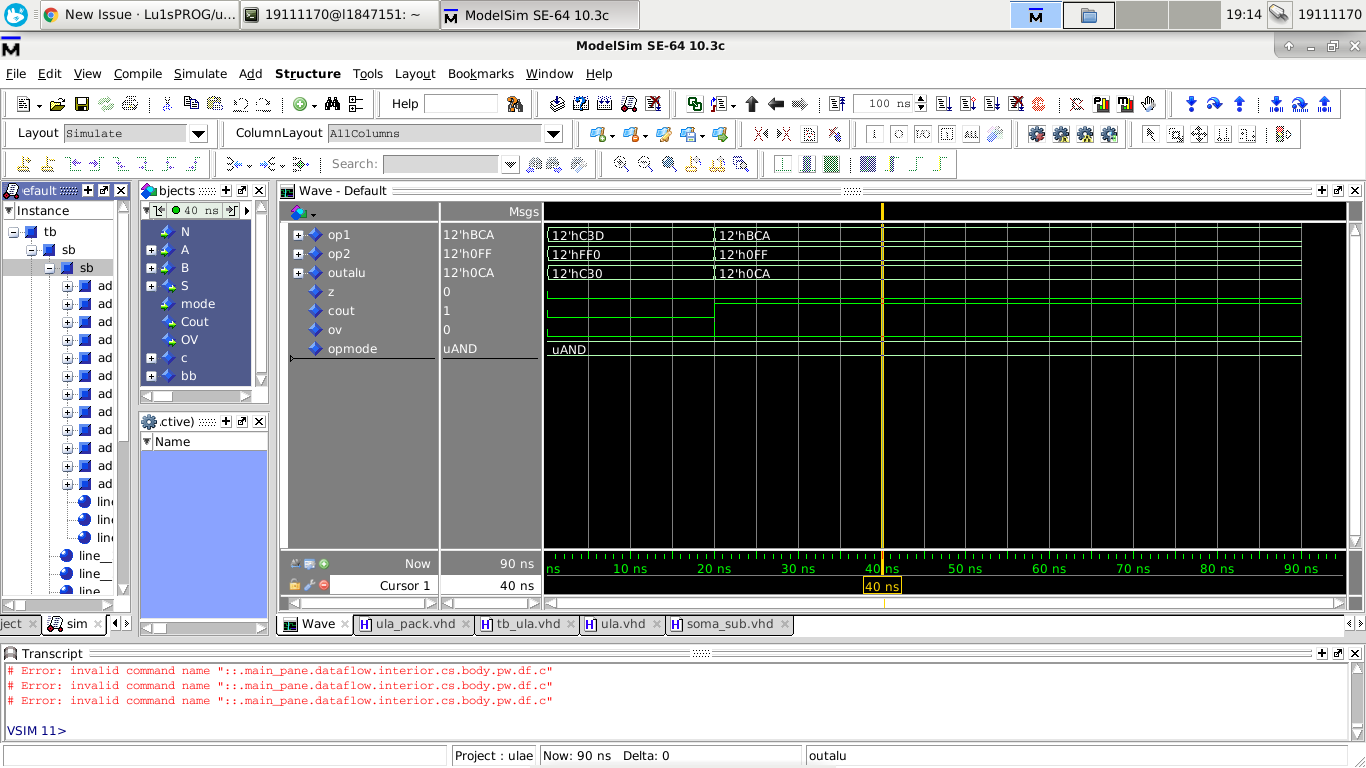 New Issue · Lu1sPROG/u...
19111170@l1847151: ~
ModelSim SE-64 10.3c
19:14
19111170
ModelSim SE-64 10.3c
File Edit View Compile Simulate Add Structure Tools Layout Bookmarks Window Help
Help
100 ns
Layout Simulate
ColumnLayout AllColumns
ALL
Search:
efault
bjects
Wave - Default
Instance
40 ns
Msgs
tb
sb
sb
ad
ad
ad
ad
ad
ad
ad
ad
ad
ad
ad
ad
line
line
line
line__
line__
line
N
A
B
S
mode
Cout
OV
c
bb
.ctive)
Name
op1 12'hBCA 12'hC3D 12'hBCA
op2 12'h0FF 12'hFF0 12'h0FF
outalu 12'h0CA 12'hC30 12'h0CA
z 0
cout 1
ov 0
opmode uAND uAND
Now 90 ns
ns 10 ns 20 ns 30 ns 40 ns 50 ns 60 ns 70 ns 80 ns 90 ns
Cursor 1 40 ns
40 ns
ject
sim
Wave
ula_pack.vhd
tb_ula.vhd
ula.vhd
soma_sub.vhd
Transcript
# Error: invalid command name "::.main_pane.dataflow.interior.cs.body.pw.df.c"
# Error: invalid command name "::.main_pane.dataflow.interior.cs.body.pw.df.c"
# Error: invalid command name "::.main_pane.dataflow.interior.cs.body.pw.df.c"
VSIM 11>
Project : ulae
Now: 90 ns Delta: 0
outalu